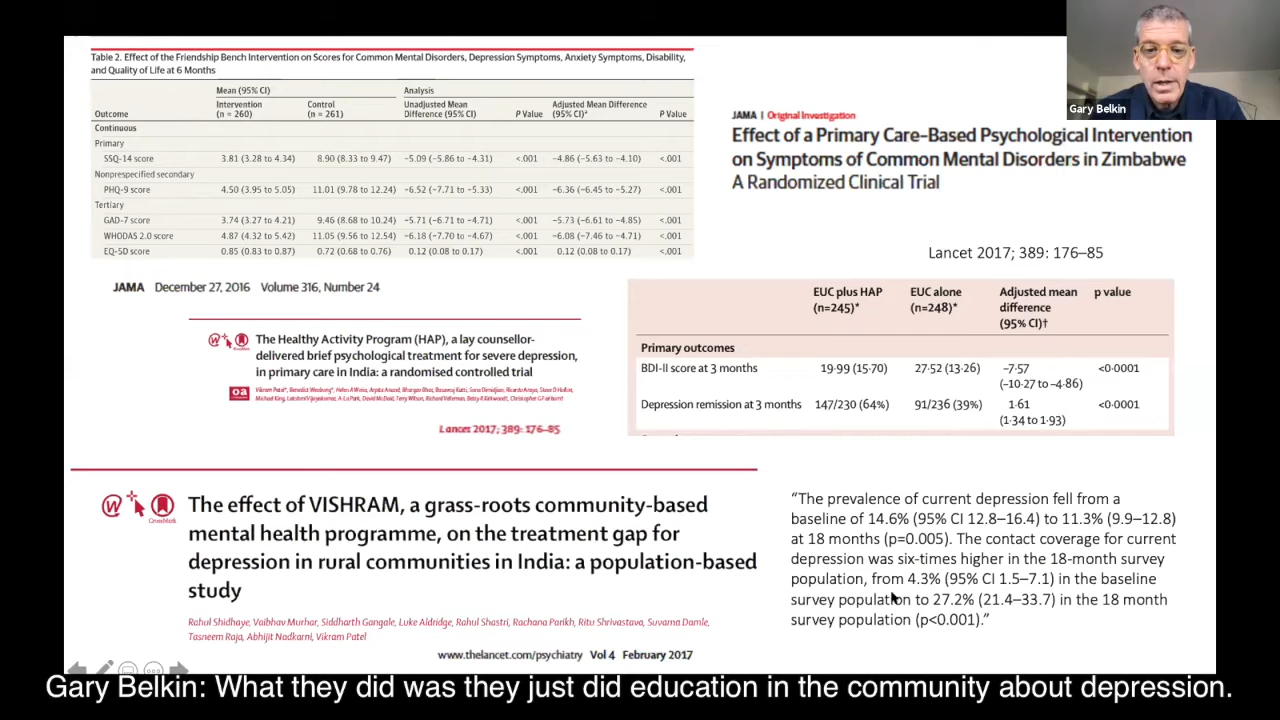 Gary Belkin
Table 2. Effect of the Friendship Bench Intervention on Scores for Common Mental Disorders, Depression Symptoms, Anxiety Symptoms, Disability,
and Quality of Life at 6 Months
Mean (95% CI) Analysis
Outcome Intervention (n = 260) Control (n = 261) Unadjusted Mean Difference (95% CI) P Value Adjusted Mean Difference (95% CI)ᵃ P Value
Continuous
Primary
SSQ-14 score 3.81 (3.28 to 4.34) 8.90 (8.33 to 9.47) −5.09 (−5.86 to −4.31) <.001 −4.86 (−5.63 to −4.10) <.001
Nonprespecified secondary
PHQ-9 score 4.50 (3.95 to 5.05) 11.01 (9.78 to 12.24) −6.52 (−7.71 to −5.33) <.001 −6.36 (−6.45 to −5.27) <.001
Tertiary
GAD-7 score 3.74 (3.27 to 4.21) 9.46 (8.68 to 10.24) −5.71 (−6.71 to −4.71) <.001 −5.73 (−6.61 to −4.85) <.001
WHODAS 2.0 score 4.87 (4.32 to 5.42) 11.05 (9.56 to 12.54) −6.18 (−7.70 to −4.67) <.001 −6.08 (−7.46 to −4.71) <.001
EQ-5D score 0.85 (0.83 to 0.87) 0.72 (0.68 to 0.76) 0.12 (0.08 to 0.17) <.001 0.12 (0.08 to 0.17) <.001
JAMA December 27, 2016 Volume 316, Number 24
JAMA | Original Investigation
Effect of a Primary Care-Based Psychological Intervention
on Symptoms of Common Mental Disorders in Zimbabwe
A Randomized Clinical Trial
Lancet 2017; 389: 176–85
The Healthy Activity Program (HAP), a lay counsellor-
delivered brief psychological treatment for severe depression,
in primary care in India: a randomised controlled trial
oa
Lancet 2017; 389: 176–85
EUC plus HAP (n=245)* EUC alone (n=248)* Adjusted mean difference (95% CI)† p value
Primary outcomes
BDI-II score at 3 months 19·99 (15·70) 27·52 (13·26) −7·57 (−10·27 to −4·86) <0·0001
Depression remission at 3 months 147/230 (64%) 91/236 (39%) 1·61 (1·34 to 1·93) <0·0001
CrossMark
The effect of VISHRAM, a grass-roots community-based
mental health programme, on the treatment gap for
depression in rural communities in India: a population-based
study
Rahul Shidhaye, Vaibhav Murhar, Siddharth Gangale, Luke Aldridge, Rahul Shastri, Rachana Parikh, Ritu Shrivastava, Suvarna Damle,
Tasneem Raja, Abhijit Nadkarni, Vikram Patel
www.thelancet.com/psychiatry Vol 4 February 2017
“The prevalence of current depression fell from a
baseline of 14.6% (95% CI 12.8–16.4) to 11.3% (9.9–12.8)
at 18 months (p=0.005). The contact coverage for current
depression was six-times higher in the 18-month survey
population, from 4.3% (95% CI 1.5–7.1) in the baseline
survey population to 27.2% (21.4–33.7) in the 18 month
survey population (p<0.001).”
Gary Belkin: What they did was they just did education in the community about depression.